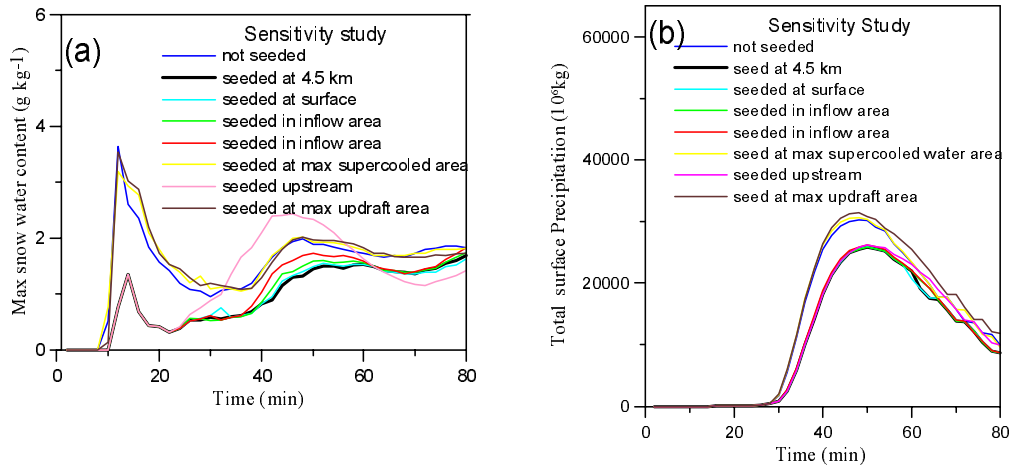 (a)
Sensitivity study
not seeded
seeded at 4.5 km
seeded at surface
seeded in inflow area
seeded in inflow area
seeded at max supercooled area
seeded upstream
seeded at max updraft area
Max snow water content (g kg-1)
6
4
2
0
0
20
40
60
80
Time (min)
(b)
Sensitivity Study
not seeded
seed at 4.5 km
seeded at surface
seeded in inflow area
seeded in inflow area
seed at max supercooled water area
seeded upstream
seed at max updraft area
Total surface Precipitatiion (10⁶kg)
60000
40000
20000
0
0
20
40
60
80
Time (min)